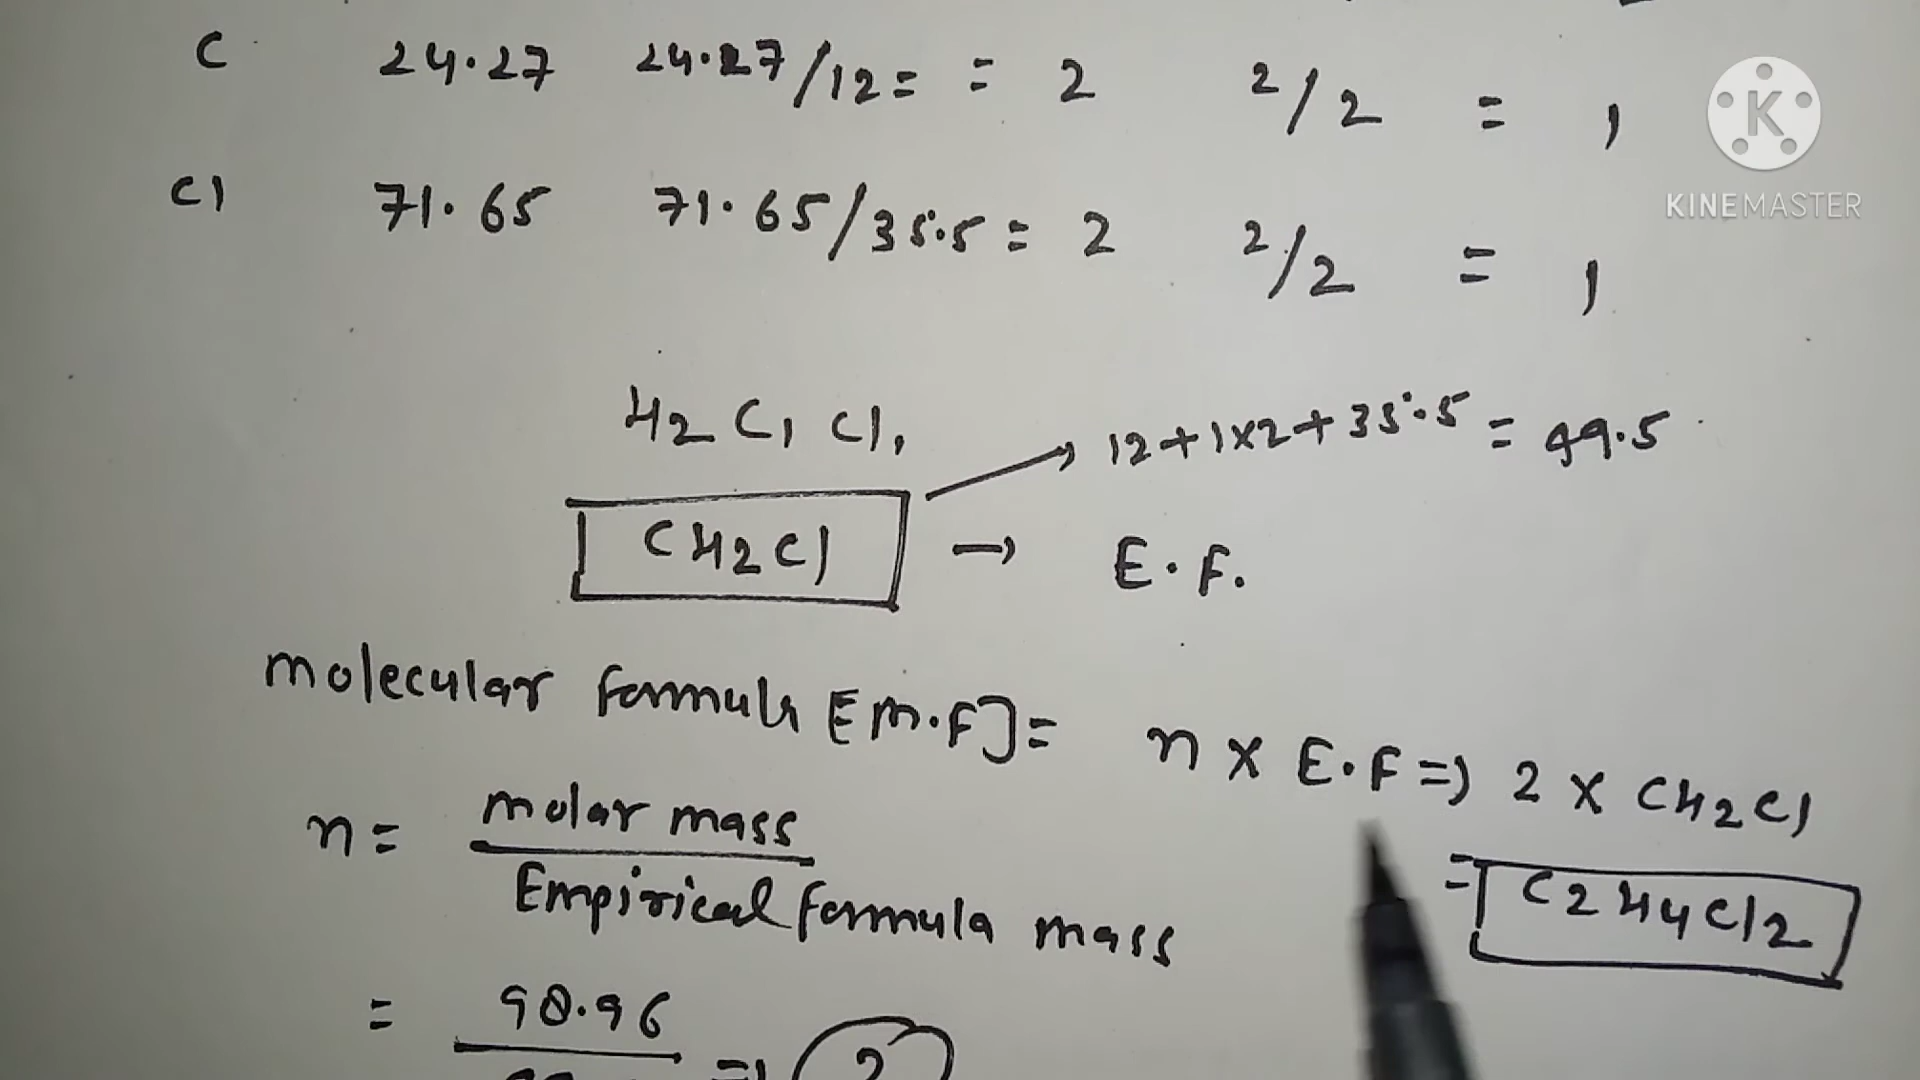 C 24.27 24.27/12= = 2 2/2 = 1
Cl 71.65 71.65/35.5 = 2 2/2 = 1
K
KINEMASTER
H2 C1 Cl1
12+1x2+35.5 = 49.5
CH2Cl → E.F.
molecular formula [M.F] = n x E.F => 2 x CH2Cl
n = molar mass
Empirical formula mass
= C2H4Cl2
= 98.96
=> 2